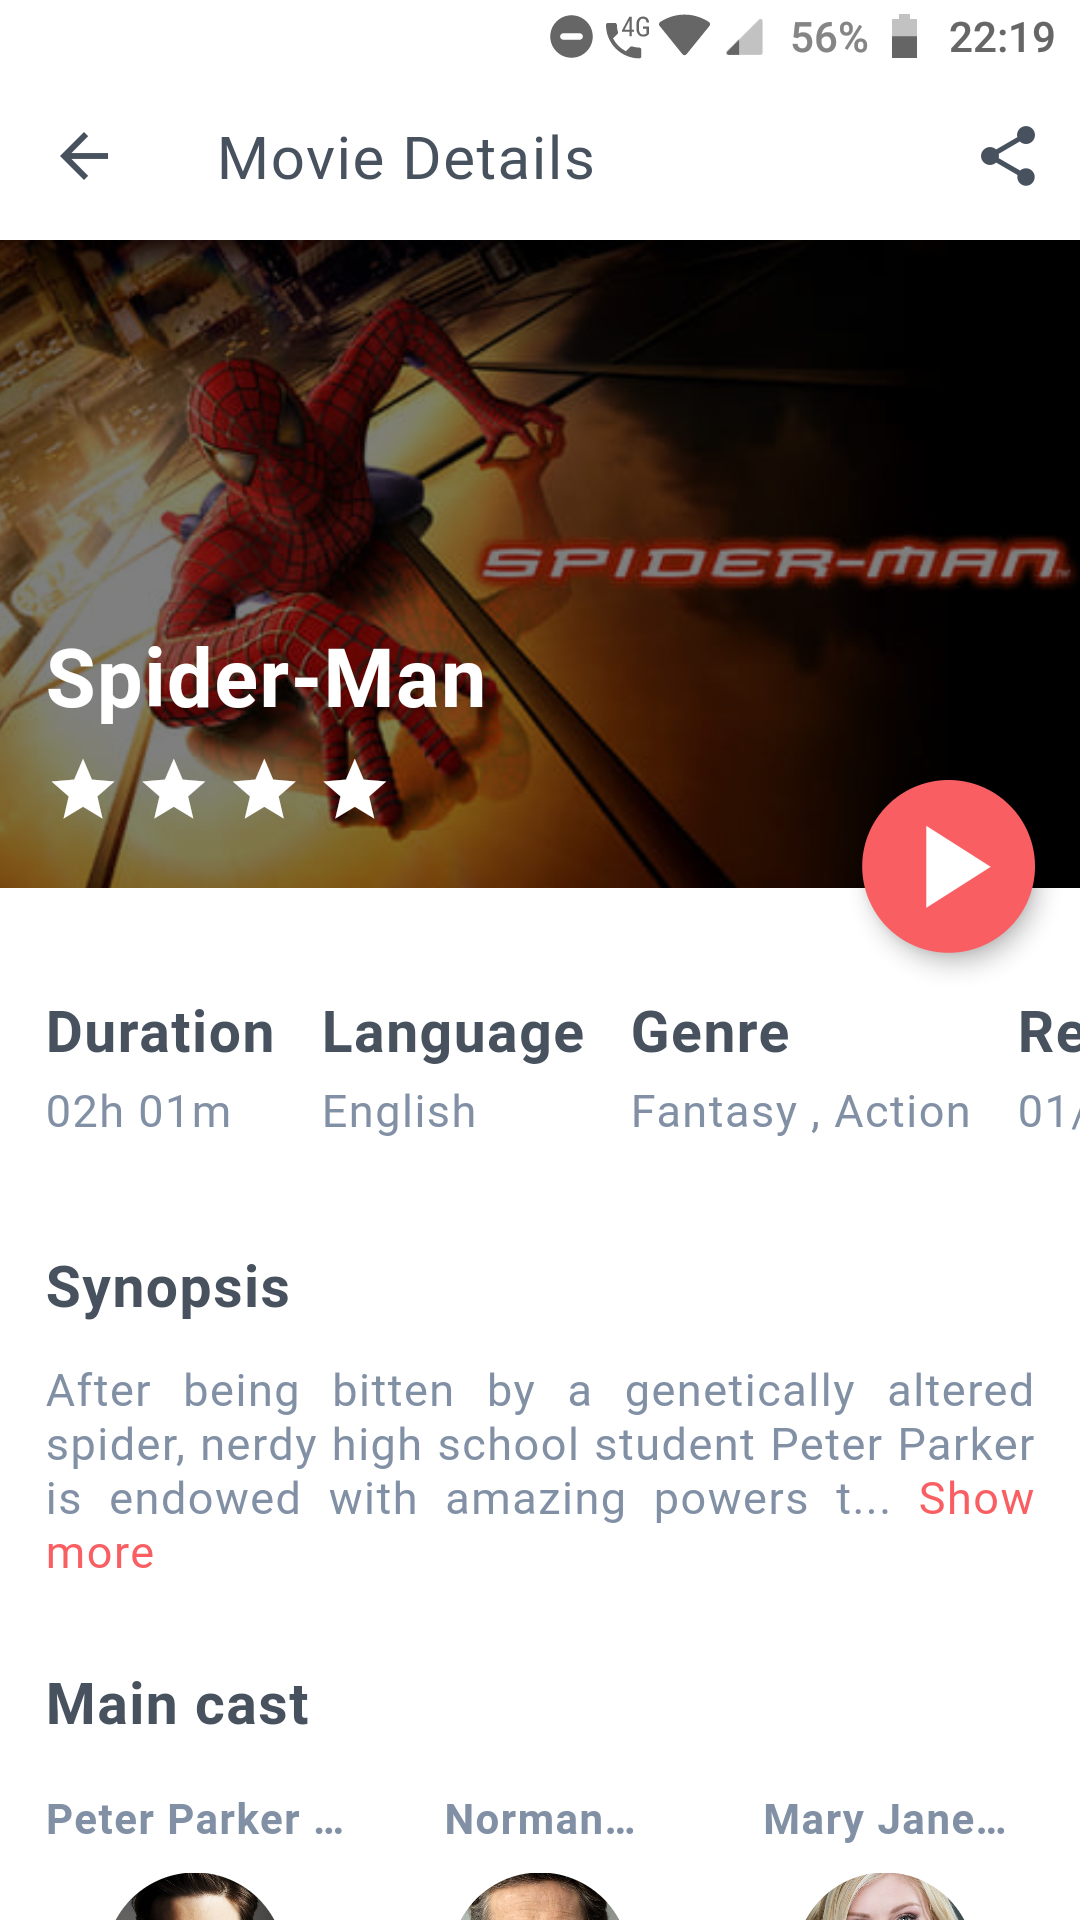 4G 56% 22:19
Movie Details
SPIDER-MAN
Spider-Man
Duration Language Genre Re
02h 01m English Fantasy , Action 01/
Synopsis
After being bitten by a genetically altered
spider, nerdy high school student Peter Parker
is endowed with amazing powers t... Show
more
Main cast
Peter Parker ... Norman... Mary Jane...